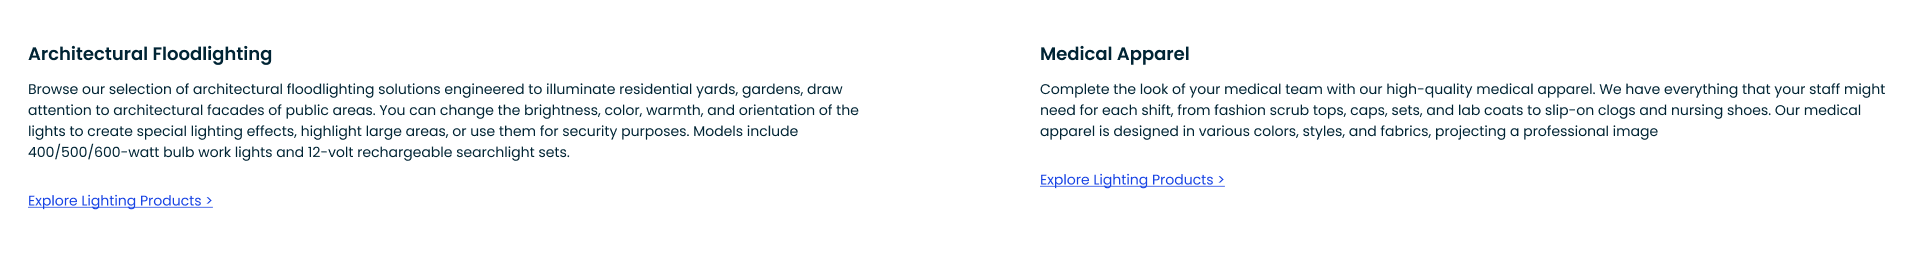 Architectural Floodlighting
Browse our selection of architectural floodlighting solutions engineered to illuminate residential yards, gardens, draw
attention to architectural facades of public areas. You can change the brightness, color, warmth, and orientation of the
lights to create special lighting effects, highlight large areas, or use them for security purposes. Models include
400/500/600-watt bulb work lights and 12-volt rechargeable searchlight sets.
Explore Lighting Products >
Medical Apparel
Complete the look of your medical team with our high-quality medical apparel. We have everything that your staff might
need for each shift, from fashion scrub tops, caps, sets, and lab coats to slip-on clogs and nursing shoes. Our medical
apparel is designed in various colors, styles, and fabrics, projecting a professional image
Explore Lighting Products >